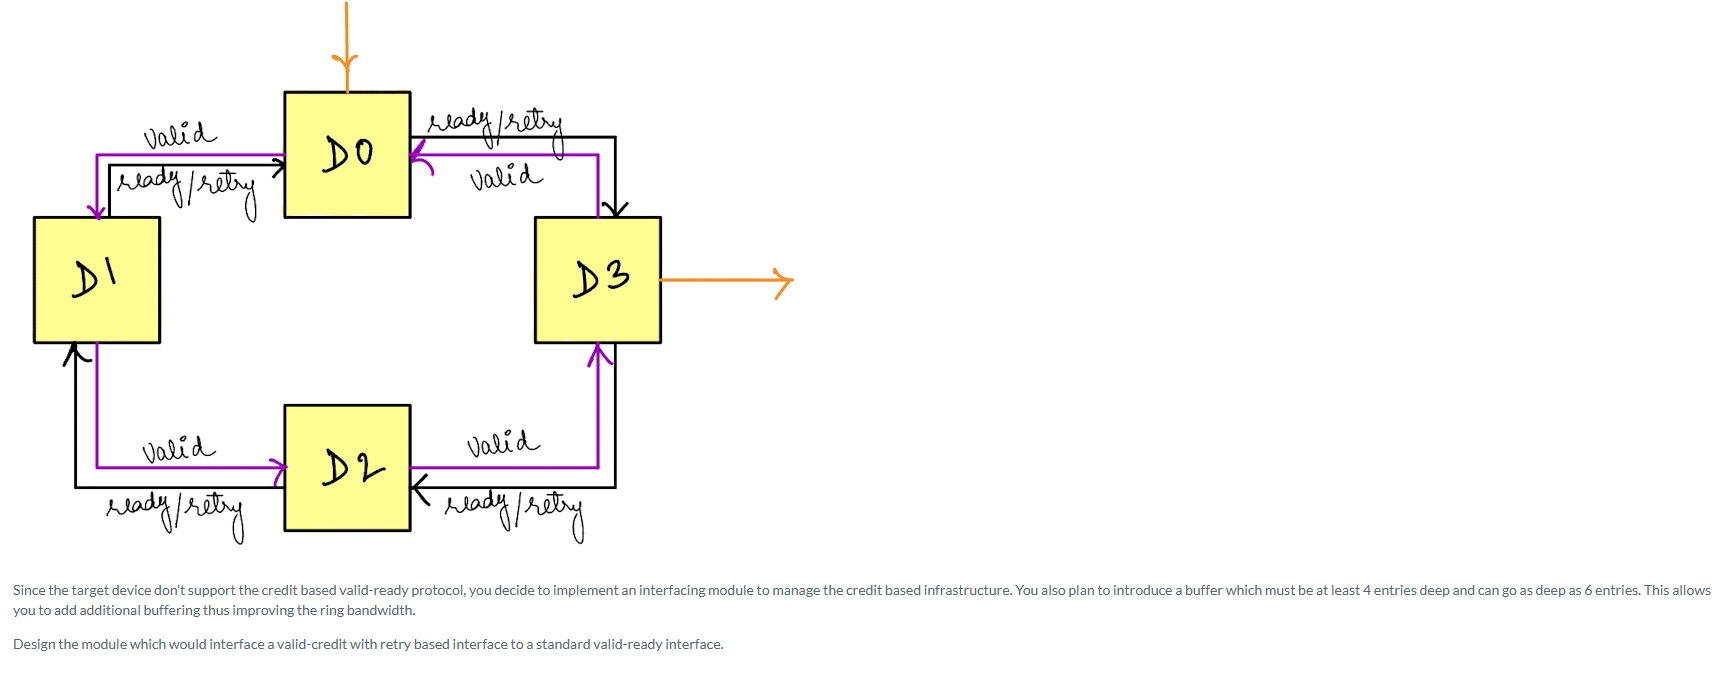 valid
ready/retry
D0
ready/retry
valid
D1
D3
valid
ready/retry
D2
valid
ready/retry
Since the target device don't support the credit based valid-ready protocol, you decide to implement an interfacing module to manage the credit based infrastructure. You also plan to introduce a buffer which must be at least 4 entries deep and can go as deep as 6 entries. This allows
you to add additional buffering thus improving the ring bandwidth.
Design the module which would interface a valid-credit with retry based interface to a standard valid-ready interface.